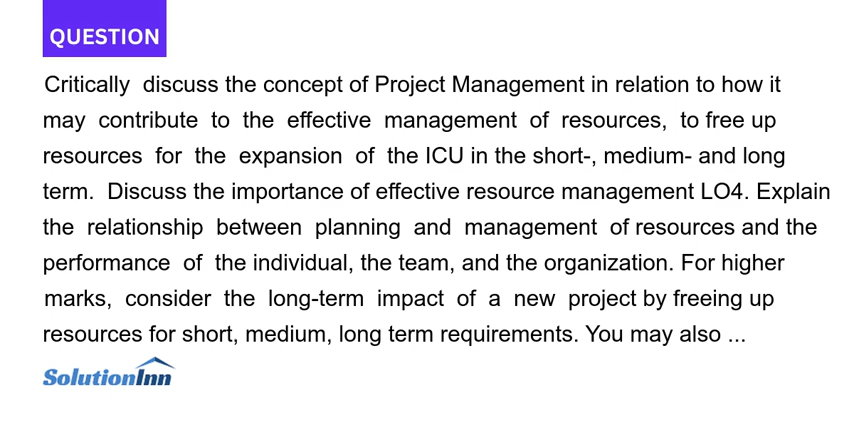 QUESTION
Critically discuss the concept of Project Management in relation to how it
may contribute to the effective management of resources, to free up
resources for the expansion of the ICU in the short-, medium- and long
term. Discuss the importance of effective resource management LO4. Explain
the relationship between planning and management of resources and the
performance of the individual, the team, and the organization. For higher
marks, consider the long-term impact of a new project by freeing up
resources for short, medium, long term requirements. You may also ...
SolutionInn